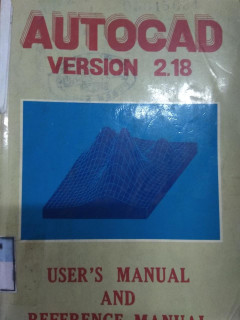 AUTOCAD
VERSION 2.18
USER'S MANUAL
AND
REFERENCE MANUAL